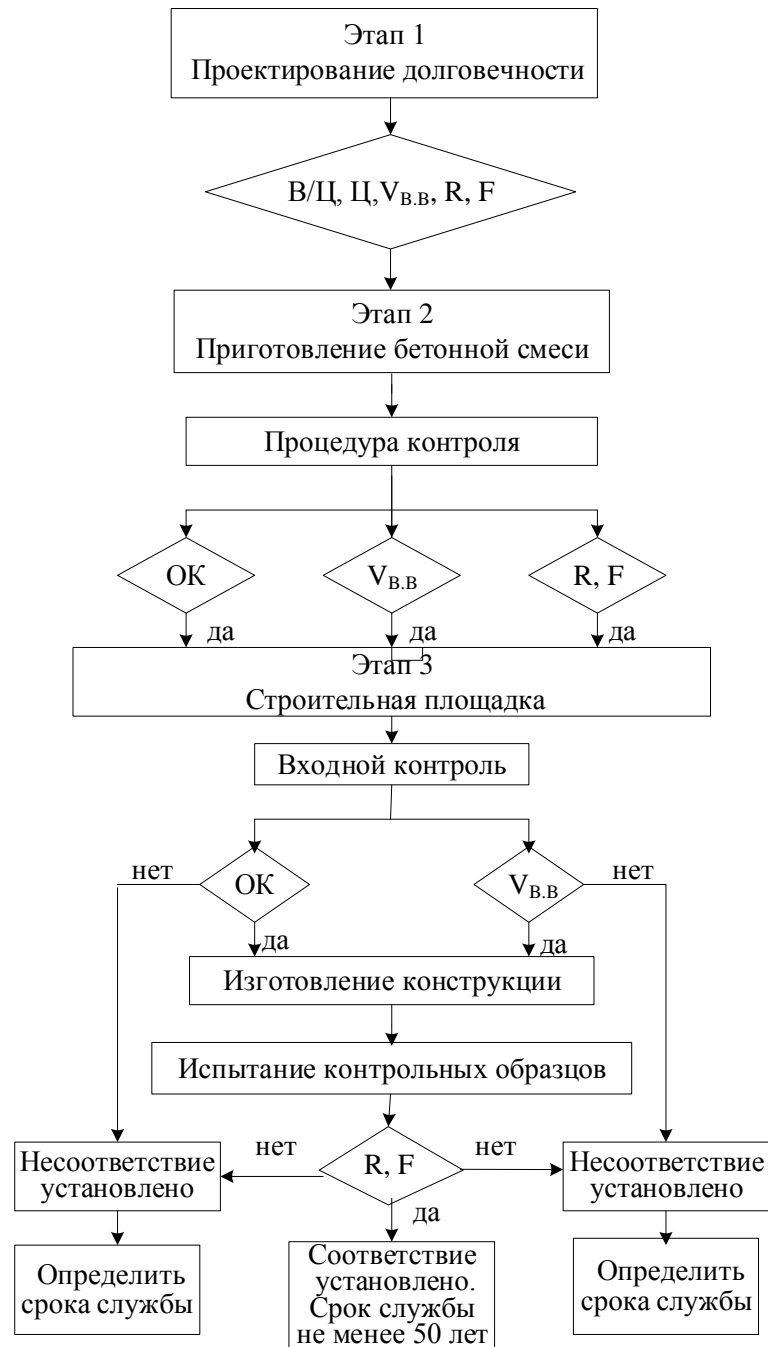 Этап 1
Проектирование долговечности
В/Ц, Ц,VВ.В, R, F
Этап 2
Приготовление бетонной смеси
Процедура контроля
ОК
VВ.В
R, F
да
да
да
Этап 3
Строительная площадка
Входной контроль
нет
ОК
VВ.В
нет
да
да
Изготовление конструкции
Испытание контрольных образцов
нет
R, F
нет
Несоответствие
установлено
Несоответствие
установлено
да
Определить
срока службы
Соответствие
установлено.
Срок службы
не менее 50 лет
Определить
срока службы